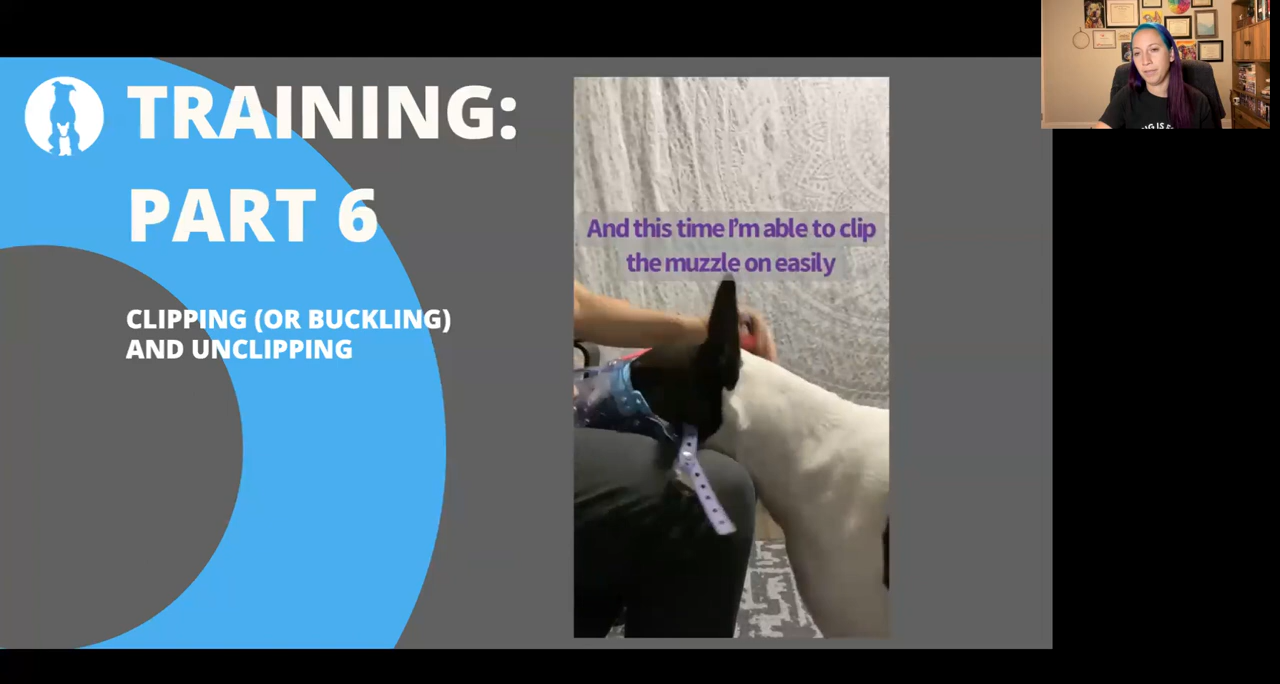 TRAINING:
PART 6
CLIPPING (OR BUCKLING)
AND UNCLIPPING
And this time I'm able to clip
the muzzle on easily